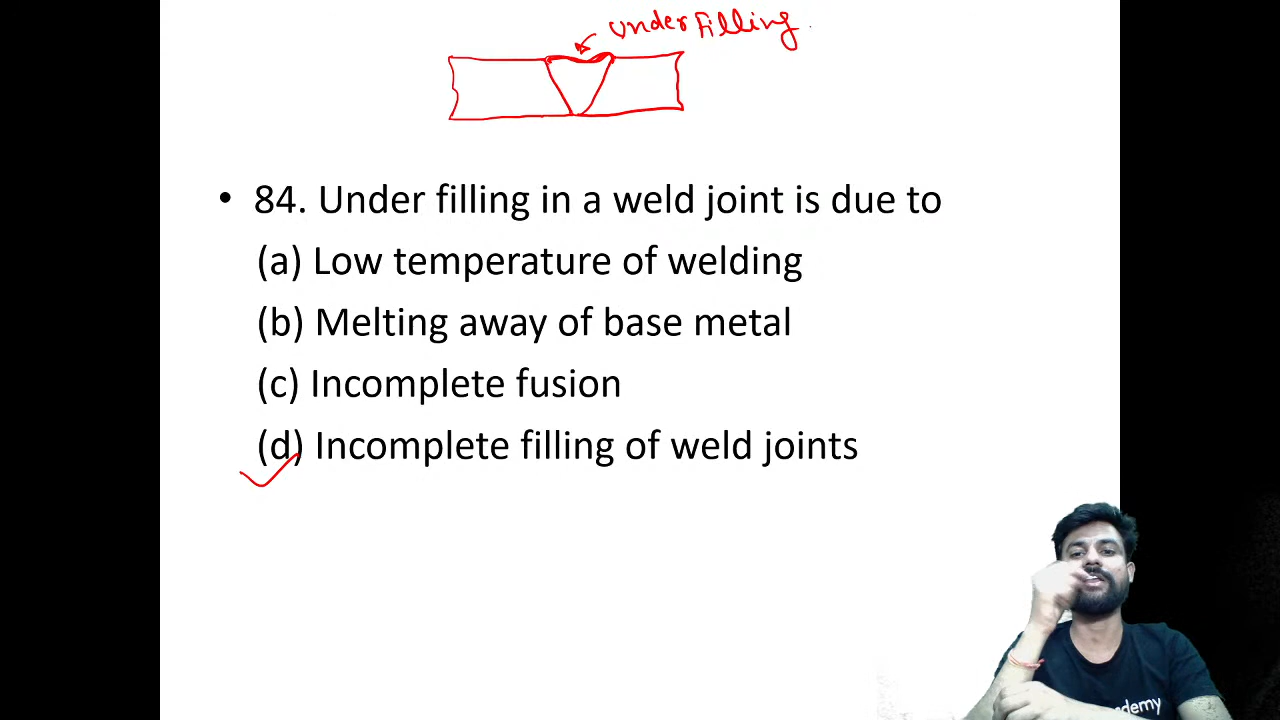 Under Filling
• 84. Under filling in a weld joint is due to
(a) Low temperature of welding
(b) Melting away of base metal
(c) Incomplete fusion
(d) Incomplete filling of weld joints